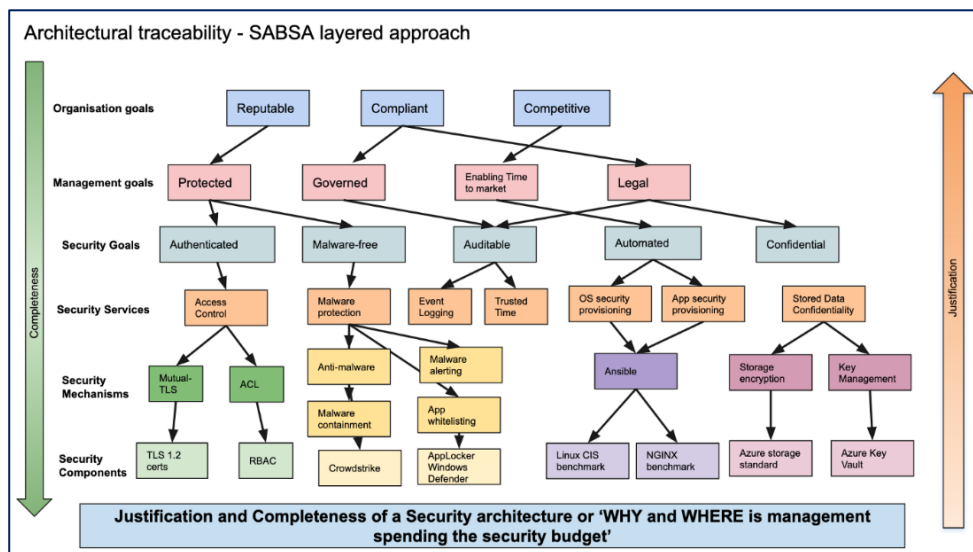 Architectural traceability - SABSA layered approach
Organisation goals
Reputable
Compliant
Competitive
Management goals
Protected
Governed
Enabling Time
to market
Legal
Security Goals
Authenticated
Malware-free
Auditable
Automated
Confidential
Security Services
Access
Control
Malware
protection
Event
Logging
Trusted
Time
OS security
provisioning
App security
provisioning
Stored Data
Confidentiality
Security
Mechanisms
Mutual-
TLS
ACL
Anti-malware
Malware
alerting
Ansible
Storage
encryption
Key
Management
Malware
containment
App
whitelisting
Security
Components
TLS 1.2
certs
RBAC
Crowdstrike
AppLocker
Windows
Defender
Linux CIS
benchmark
NGINX
benchmark
Azure storage
standard
Azure Key
Vault
Completeness
Justification
Justification and Completeness of a Security architecture or ‘WHY and WHERE is management
spending the security budget’